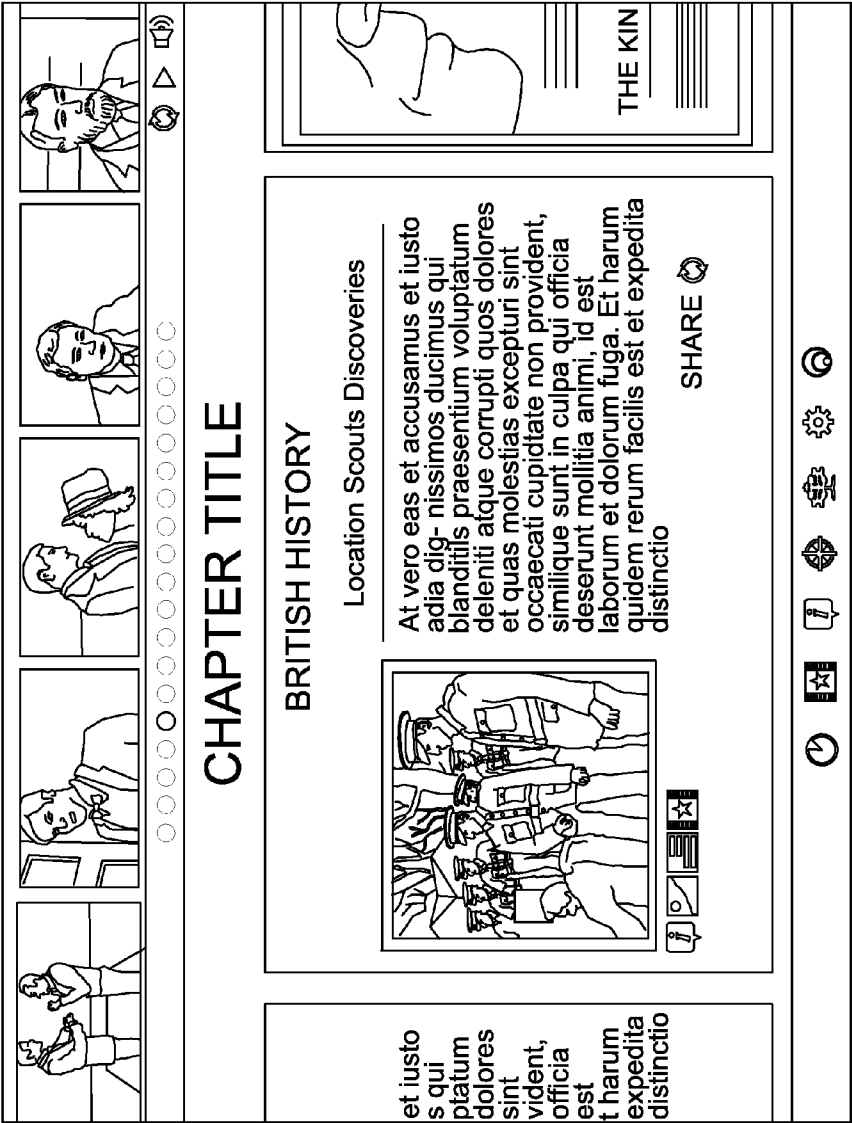 CHAPTER TITLE
et iusto
s qui
ptatum
dolores
sint
vident,
officia
est
t harum
expedita
distinctio
BRITISH HISTORY
Location Scouts Discoveries
At vero eas et accusamus et iusto
adia dig- nissimos ducimus qui
blanditils praesentium voluptatum
deleniti atque corrupti quos dolores
et quas molestias excepturi sint
occaecati cupidtate non provident,
similique sunt in culpa qui officia
deserunt mollitia animi, id est
laborum et dolorum fuga. Et harum
quidem rerum facilis est et expedita
distinctio
SHARE
THE KIN
i
i